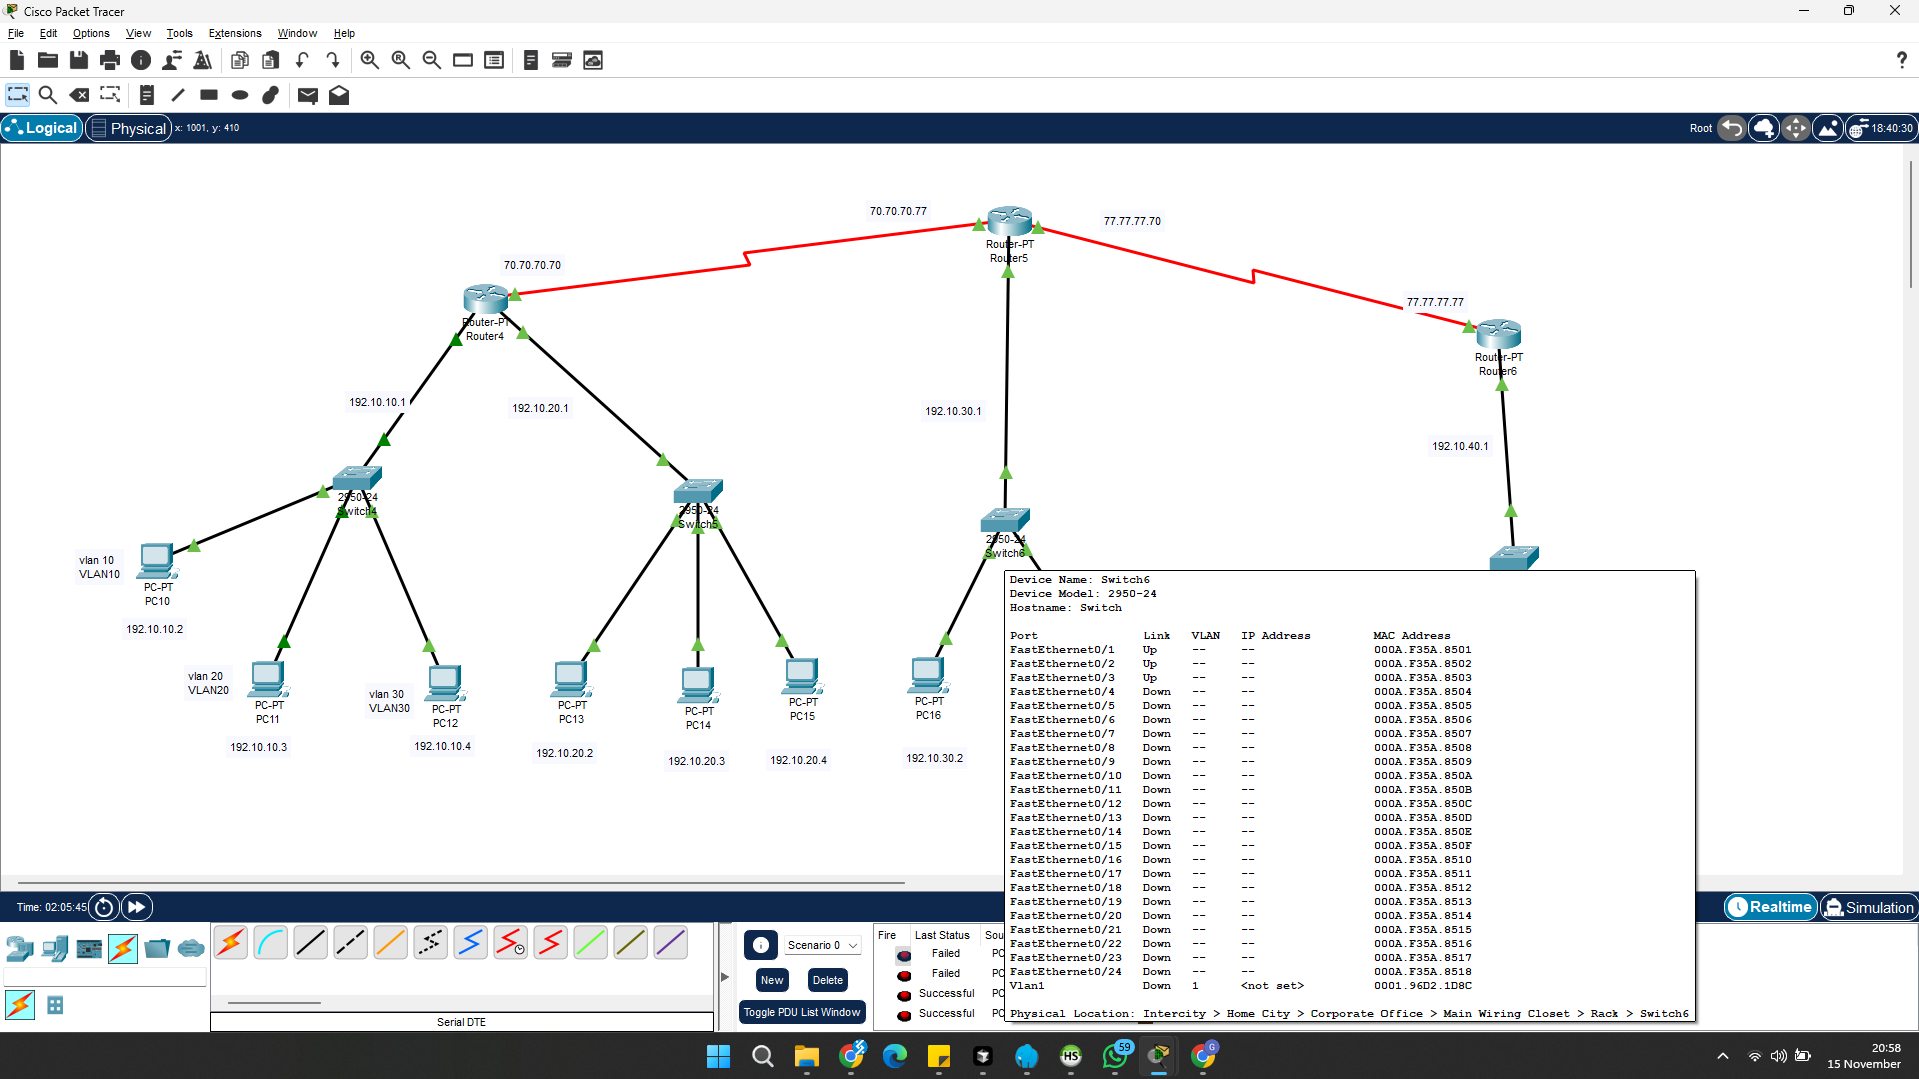 Cisco Packet Tracer
File Edit Options View Tools Extensions Window Help
Logical Physical x: 1001, y: 410 Root 18:40:30
70.70.70.77
77.77.77.70
Router-PT
Router5
70.70.70.70
Router-PT
Router4
77.77.77.77
Router-PT
Router6
192.10.10.1
192.10.20.1
192.10.30.1
192.10.40.1
2950-24
Switch4
2950-24
Switch5
2950-24
Switch6
vlan 10
VLAN10
PC-PT
PC10
192.10.10.2
vlan 20
VLAN20
PC-PT
PC11
192.10.10.3
vlan 30
VLAN30
PC-PT
PC12
192.10.10.4
PC-PT
PC13
192.10.20.2
PC-PT
PC14
192.10.20.3
PC-PT
PC15
192.10.20.4
PC-PT
PC16
192.10.30.2
Device Name: Switch6
Device Model: 2950-24
Hostname: Switch
Port Link VLAN IP Address MAC Address
FastEthernet0/1 Up -- -- 000A.F35A.8501
FastEthernet0/2 Up -- -- 000A.F35A.8502
FastEthernet0/3 Up -- -- 000A.F35A.8503
FastEthernet0/4 Down -- -- 000A.F35A.8504
FastEthernet0/5 Down -- -- 000A.F35A.8505
FastEthernet0/6 Down -- -- 000A.F35A.8506
FastEthernet0/7 Down -- -- 000A.F35A.8507
FastEthernet0/8 Down -- -- 000A.F35A.8508
FastEthernet0/9 Down -- -- 000A.F35A.8509
FastEthernet0/10 Down -- -- 000A.F35A.850A
FastEthernet0/11 Down -- -- 000A.F35A.850B
FastEthernet0/12 Down -- -- 000A.F35A.850C
FastEthernet0/13 Down -- -- 000A.F35A.850D
FastEthernet0/14 Down -- -- 000A.F35A.850E
FastEthernet0/15 Down -- -- 000A.F35A.850F
FastEthernet0/16 Down -- -- 000A.F35A.8510
FastEthernet0/17 Down -- -- 000A.F35A.8511
FastEthernet0/18 Down -- -- 000A.F35A.8512
FastEthernet0/19 Down -- -- 000A.F35A.8513
FastEthernet0/20 Down -- -- 000A.F35A.8514
FastEthernet0/21 Down -- -- 000A.F35A.8515
FastEthernet0/22 Down -- -- 000A.F35A.8516
FastEthernet0/23 Down -- -- 000A.F35A.8517
FastEthernet0/24 Down -- -- 000A.F35A.8518
Vlan1 Down 1 <not set> 0001.96D2.1D8C
Physical Location: Intercity > Home City > Corporate Office > Main Wiring Closet > Rack > Switch6
Time: 02:05:45
Realtime Simulation
Serial DTE
Scenario 0
New Delete
Toggle PDU List Window
Fire Last Status Sou
Failed PC
Failed PC
Successful PC
Successful PC
HS
59
G
20:58
15 November